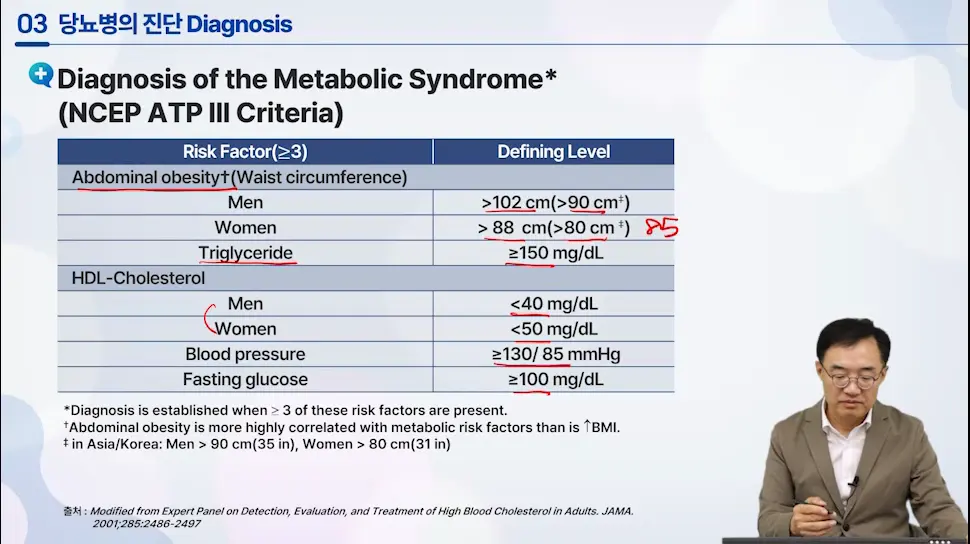 03 당뇨병의 진단 Diagnosis
Diagnosis of the Metabolic Syndrome*
(NCEP ATP III Criteria)
Risk Factor(≥3) Defining Level
Abdominal obesity†(Waist circumference)
Men >102 cm(>90 cm‡)
Women > 88 cm(>80 cm ‡) 85
Triglyceride ≥150 mg/dL
HDL-Cholesterol
Men <40 mg/dL
Women <50 mg/dL
Blood pressure ≥130/ 85 mmHg
Fasting glucose ≥100 mg/dL
*Diagnosis is established when ≥ 3 of these risk factors are present.
†Abdominal obesity is more highly correlated with metabolic risk factors than is ↑BMI.
‡ in Asia/Korea: Men > 90 cm(35 in), Women > 80 cm(31 in)
출처 : Modified from Expert Panel on Detection, Evaluation, and Treatment of High Blood Cholesterol in Adults. JAMA.
2001;285:2486-2497